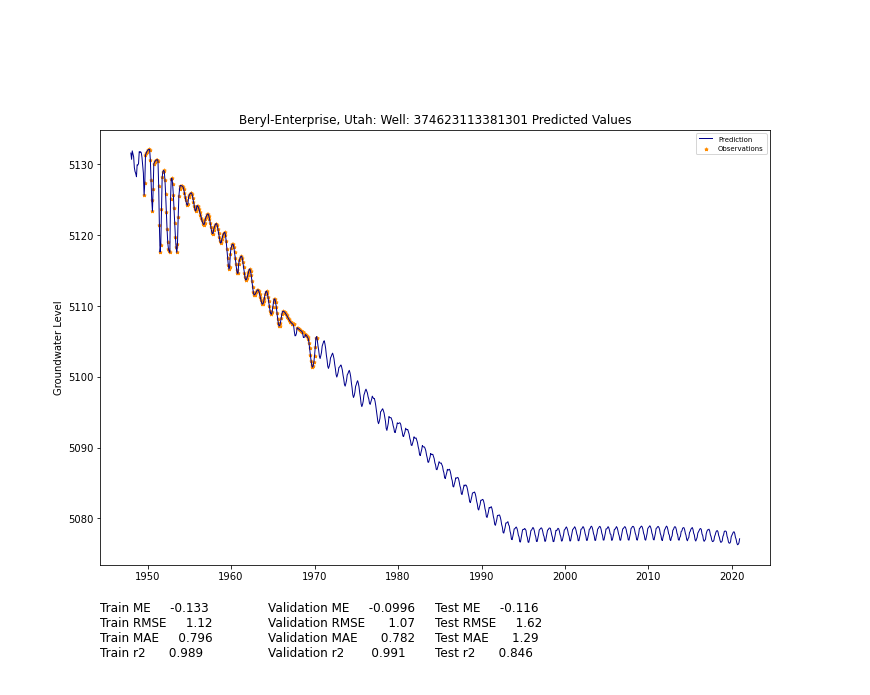 Beryl-Enterprise, Utah: Well: 374623113381301 Predicted Values
Prediction
Observations
Groundwater Level
5130
5120
5110
5100
5090
5080
1950 1960 1970 1980 1990 2000 2010 2020
Train ME -0.133 Validation ME -0.0996 Test ME -0.116
Train RMSE 1.12 Validation RMSE 1.07 Test RMSE 1.62
Train MAE 0.796 Validation MAE 0.782 Test MAE 1.29
Train r2 0.989 Validation r2 0.991 Test r2 0.846